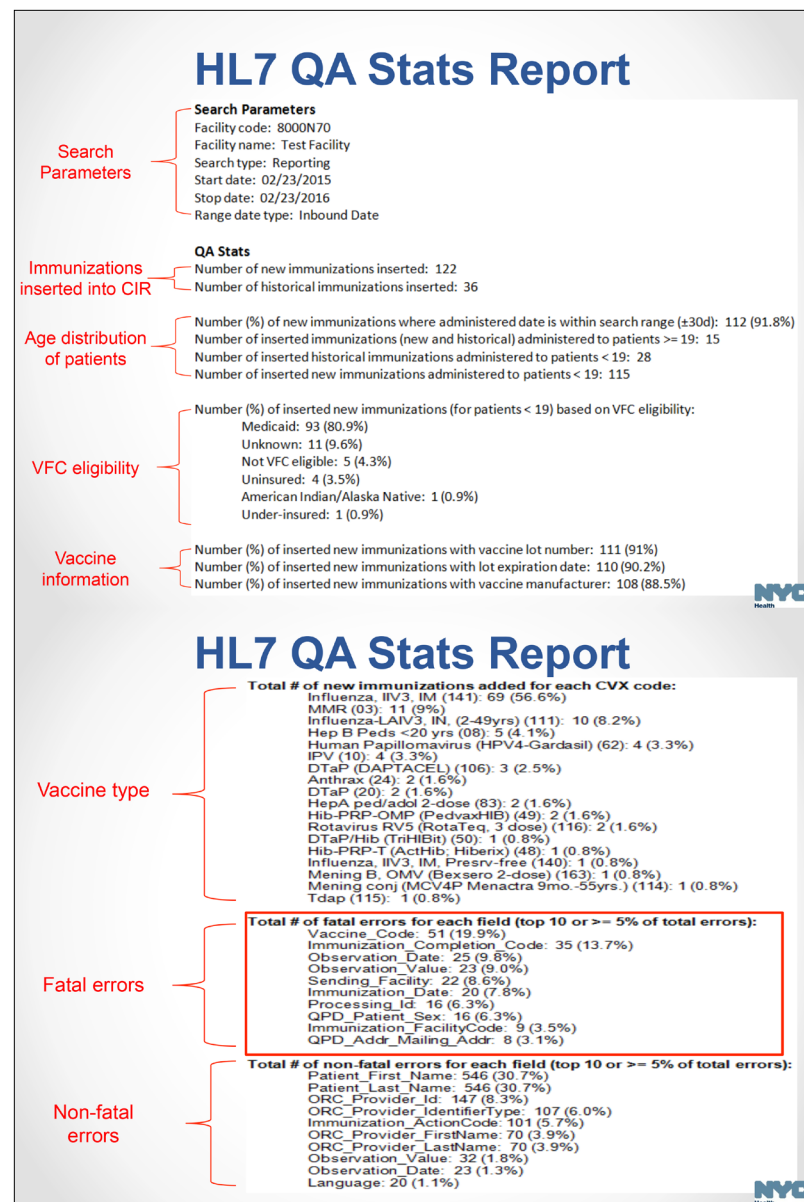 HL7 QA Stats Report
Search Parameters
Search Parameters
Facility code: 8000N70
Facility name: Test Facility
Search type: Reporting
Start date: 02/23/2015
Stop date: 02/23/2016
Range date type: Inbound Date
Immunizations inserted into CIR
QA Stats
Number of new immunizations inserted: 122
Number of historical immunizations inserted: 36
Age distribution of patients
Number (%) of new immunizations where administered date is within search range (±30d): 112 (91.8%)
Number of inserted immunizations (new and historical) administered to patients >= 19: 15
Number of inserted historical immunizations administered to patients < 19: 28
Number of inserted new immunizations administered to patients < 19: 115
VFC eligibility
Number (%) of inserted new immunizations (for patients < 19) based on VFC eligibility:
Medicaid: 93 (80.9%)
Unknown: 11 (9.6%)
Not VFC eligible: 5 (4.3%)
Uninsured: 4 (3.5%)
American Indian/Alaska Native: 1 (0.9%)
Under-insured: 1 (0.9%)
Vaccine information
Number (%) of inserted new immunizations with vaccine lot number: 111 (91%)
Number (%) of inserted new immunizations with lot expiration date: 110 (90.2%)
Number (%) of inserted new immunizations with vaccine manufacturer: 108 (88.5%)
NYC
Health
HL7 QA Stats Report
Vaccine type
Total # of new immunizations added for each CVX code:
Influenza, IIV3, IM (141): 69 (56.6%)
MMR (03): 11 (9%)
Influenza-LAIV3, IN, (2-49yrs) (111): 10 (8.2%)
Hep B Peds <20 yrs (08): 5 (4.1%)
Human Papillomavirus (HPV4-Gardasil) (62): 4 (3.3%)
IPV (10): 4 (3.3%)
DTaP (DAPTACEL) (106): 3 (2.5%)
Anthrax (24): 2 (1.6%)
DTaP (20): 2 (1.6%)
HepA ped/adol 2-dose (83): 2 (1.6%)
Hib-PRP-OMP (PedvaxHIB) (49): 2 (1.6%)
Rotavirus RV5 (RotaTeq, 3 dose) (116): 2 (1.6%)
DTaP/Hib (TriHIBit) (50): 1 (0.8%)
Hib-PRP-T (ActHib; Hiberix) (48): 1 (0.8%)
Influenza, IIV3, IM, Presrv-free (140): 1 (0.8%)
Mening B, OMV (Bexsero 2-dose) (163): 1 (0.8%)
Mening conj (MCV4P Menactra 9mo.-55yrs.) (114): 1 (0.8%)
Tdap (115): 1 (0.8%)
Fatal errors
Total # of fatal errors for each field (top 10 or >= 5% of total errors):
Vaccine_Code: 51 (19.9%)
Immunization_Completion_Code: 35 (13.7%)
Observation_Date: 25 (9.8%)
Observation_Value: 23 (9.0%)
Sending_Facility: 22 (8.6%)
Immunization_Date: 20 (7.8%)
Processing_Id: 16 (6.3%)
QPD_Patient_Sex: 16 (6.3%)
Immunization_FacilityCode: 9 (3.5%)
QPD_Addr_Mailing_Addr: 8 (3.1%)
Non-fatal errors
Total # of non-fatal errors for each field (top 10 or >= 5% of total errors):
Patient_First_Name: 546 (30.7%)
Patient_Last_Name: 546 (30.7%)
ORC_Provider_Id: 147 (8.3%)
ORC_Provider_IdentifierType: 107 (6.0%)
Immunization_ActionCode: 101 (5.7%)
ORC_Provider_FirstName: 70 (3.9%)
ORC_Provider_LastName: 70 (3.9%)
Observation_Value: 32 (1.8%)
Observation_Date: 23 (1.3%)
Language: 20 (1.1%)
NYC